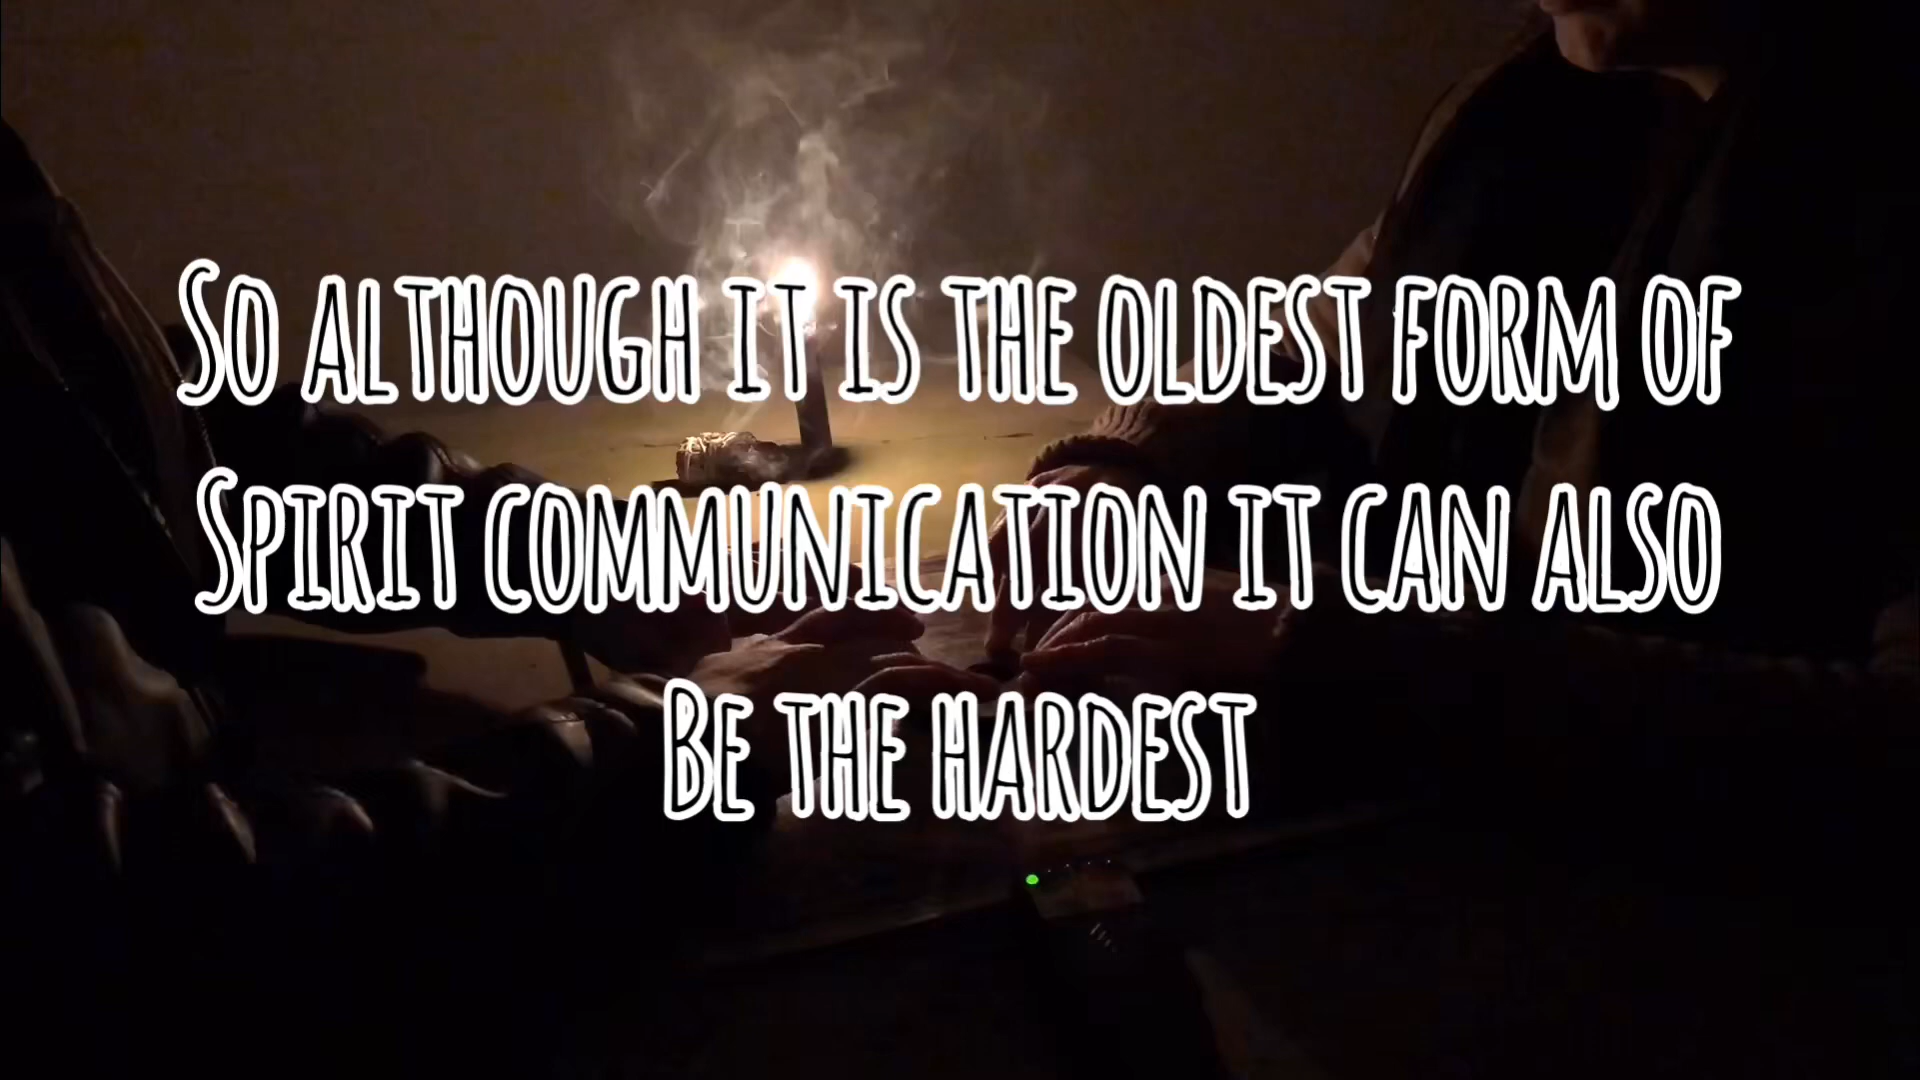 So although it is the oldest form of
Spirit communication it can also
Be the hardest